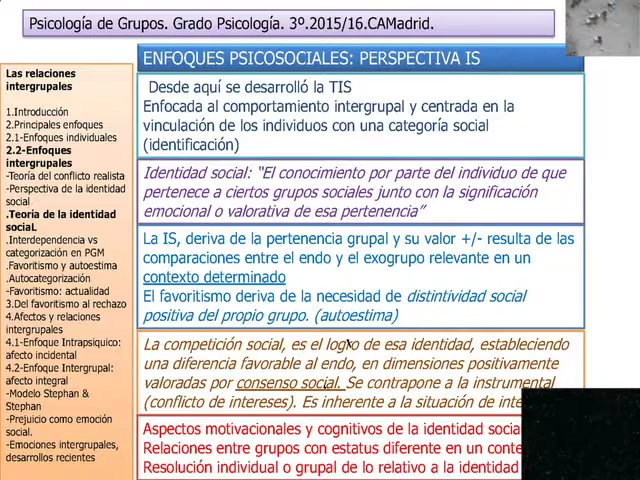 Psicología de Grupos. Grado Psicología. 3º.2015/16.CAMadrid.
Las relaciones
intergrupales
1.Introducción
2.Principales enfoques
2.1-Enfoques individuales
2.2-Enfoques
intergrupales
-Teoría del conflicto realista
-Perspectiva de la identidad
social
.Teoría de la identidad
sociaL
.Interdependencia vs
categorización en PGM
.Favoritismo y autoestima
.Autocategorización
-Favoritismo: actualidad
3.Del favoritismo al rechazo
4.Afectos y relaciones
intergrupales
4.1-Enfoque Intrapsíquico:
afecto incidental
4.2-Enfoque Intergrupal:
afecto integral
-Modelo Stephan &
Stephan
-Prejuicio como emoción
social.
-Emociones intergrupales,
desarrollos recientes
ENFOQUES PSICOSOCIALES: PERSPECTIVA IS
Desde aquí se desarrolló la TIS
Enfocada al comportamiento intergrupal y centrada en la
vinculación de los individuos con una categoría social
(identificación)
Identidad social: “El conocimiento por parte del individuo de que
pertenece a ciertos grupos sociales junto con la significación
emocional o valorativa de esa pertenencia”
La IS, deriva de la pertenencia grupal y su valor +/- resulta de las
comparaciones entre el endo y el exogrupo relevante en un
contexto determinado
El favoritismo deriva de la necesidad de distintividad social
positiva del propio grupo. (autoestima)
La competición social, es el logro de esa identidad, estableciendo
una diferencia favorable al endo, en dimensiones positivamente
valoradas por consenso social. Se contrapone a la instrumental
(conflicto de intereses). Es inherente a la situación de
Aspectos motivacionales y cognitivos de la identidad
Relaciones entre grupos con estatus diferente en un
Resolución individual o grupal de lo relativo a la identidad